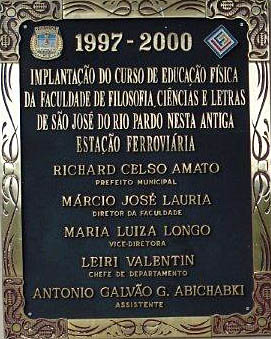 1997 - 2000
IMPLANTAÇÃO DO CURSO DE EDUCAÇÃO FÍSICA
DA FACULDADE DE FILOSOFIA, CIÊNCIAS E LETRAS
DE SÃO JOSÉ DO RIO PARDO NESTA ANTIGA
ESTAÇÃO FERROVIÁRIA
RICHARD CELSO AMATO
PREFEITO MUNICIPAL
MÁRCIO JOSÉ LAURIA
DIRETOR DA FACULDADE
MARIA LUIZA LONGO
VICE-DIRETORA
LEIRI VALENTIN
CHEFE DE DEPARTAMENTO
ANTONIO GALVÃO G. ABICHABKI
ASSISTENTE